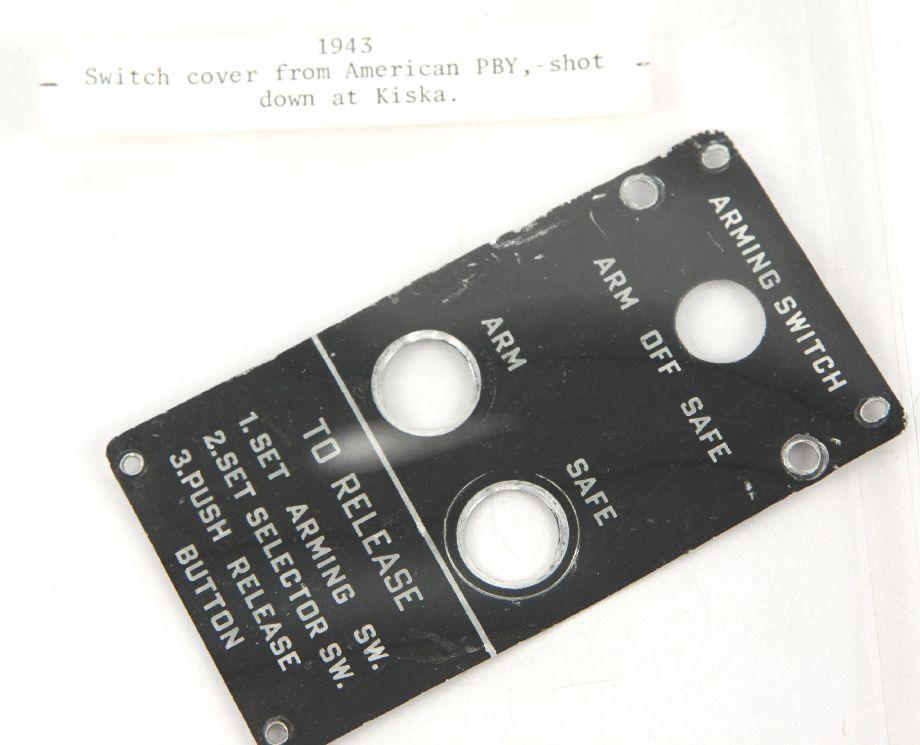 1943
Switch cover from American PBY, shot
down at Kiska.
ARMING SWITCH
ARM OFF SAFE
ARM SAFE
TO RELEASE
1.SET ARMING SW.
2.SET SELECTOR SW.
3.PUSH RELEASE
BUTTON